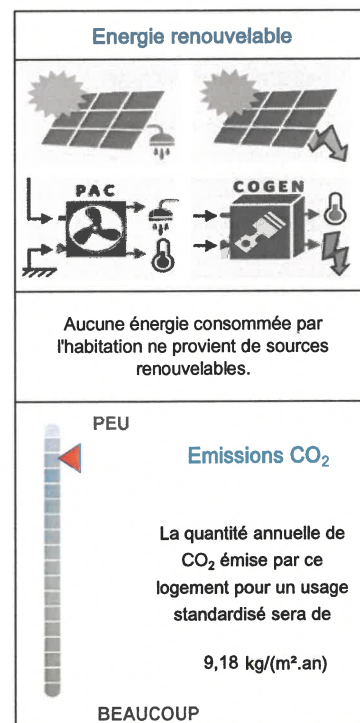 Energie renouvelable
PAC
COGEN
Aucune énergie consommée par
l'habitation ne provient de sources
renouvelables.
PEU
Emissions CO₂
La quantité annuelle de
CO₂ émise par ce
logement pour un usage
standardisé sera de
9,18 kg/(m².an)
BEAUCOUP